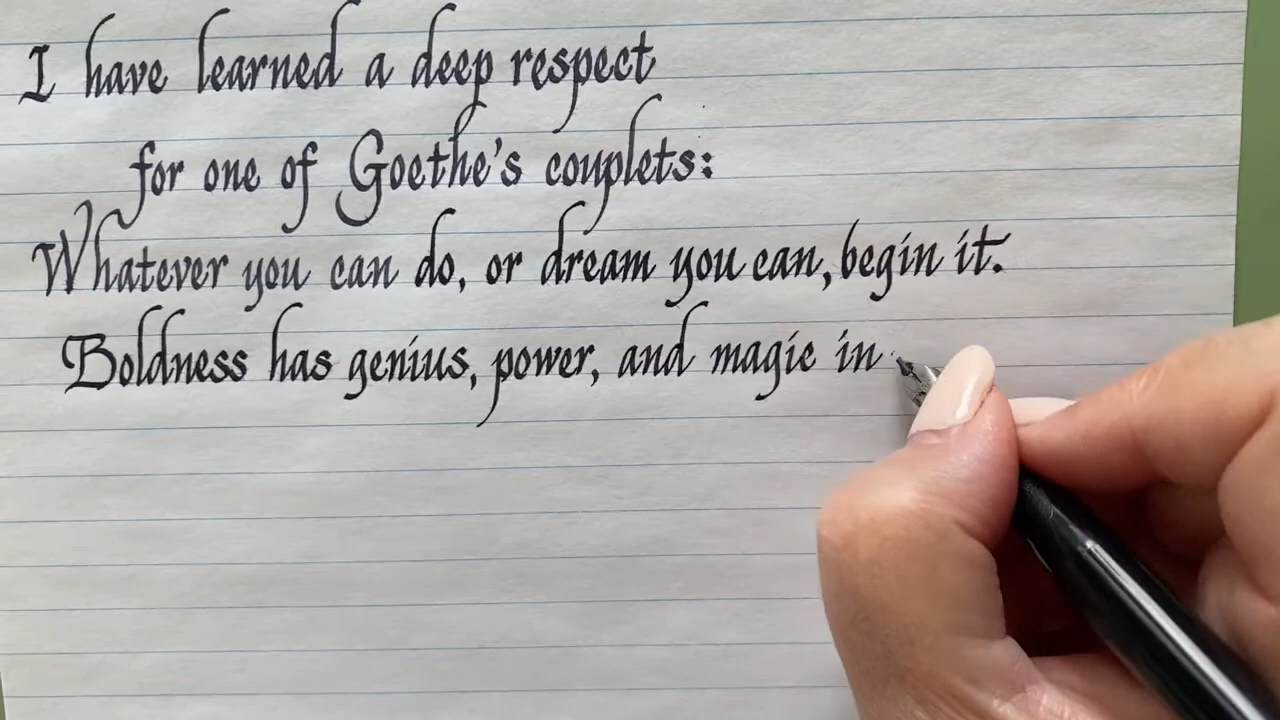 I have learned a deep respect
for one of Goethe's couplets:
Whatever you can do, or dream you can, begin it.
Boldness has genius, power, and magic in